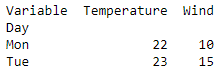 Variable  Temperature  Wind
Day
Mon                22    10
Tue                23    15